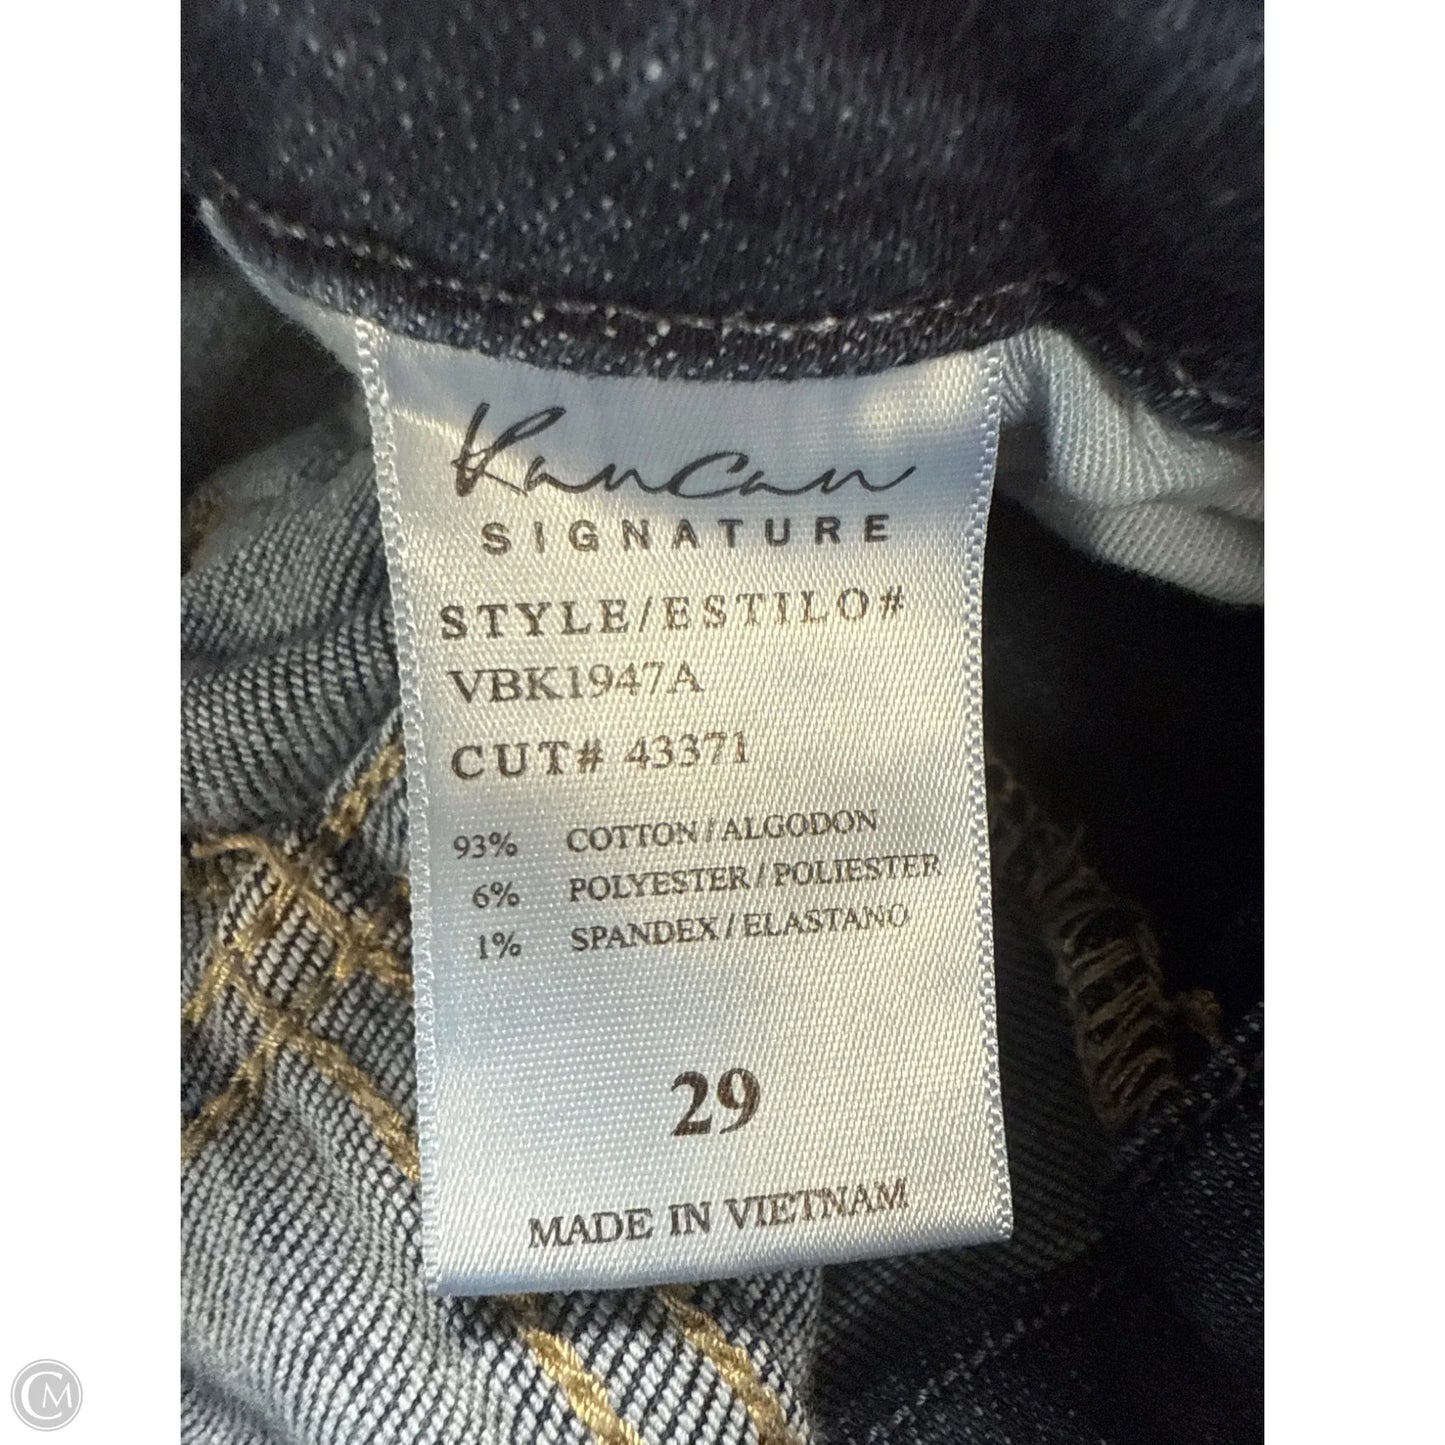 KanCan
SIGNATURE
STYLE/ESTILO#
VBK1947A
CUT# 43371
93% COTTON/ALGODON
6% POLYESTER/POLIESTER
1% SPANDEX/ELASTANO
29
MADE IN VIETNAM
CM